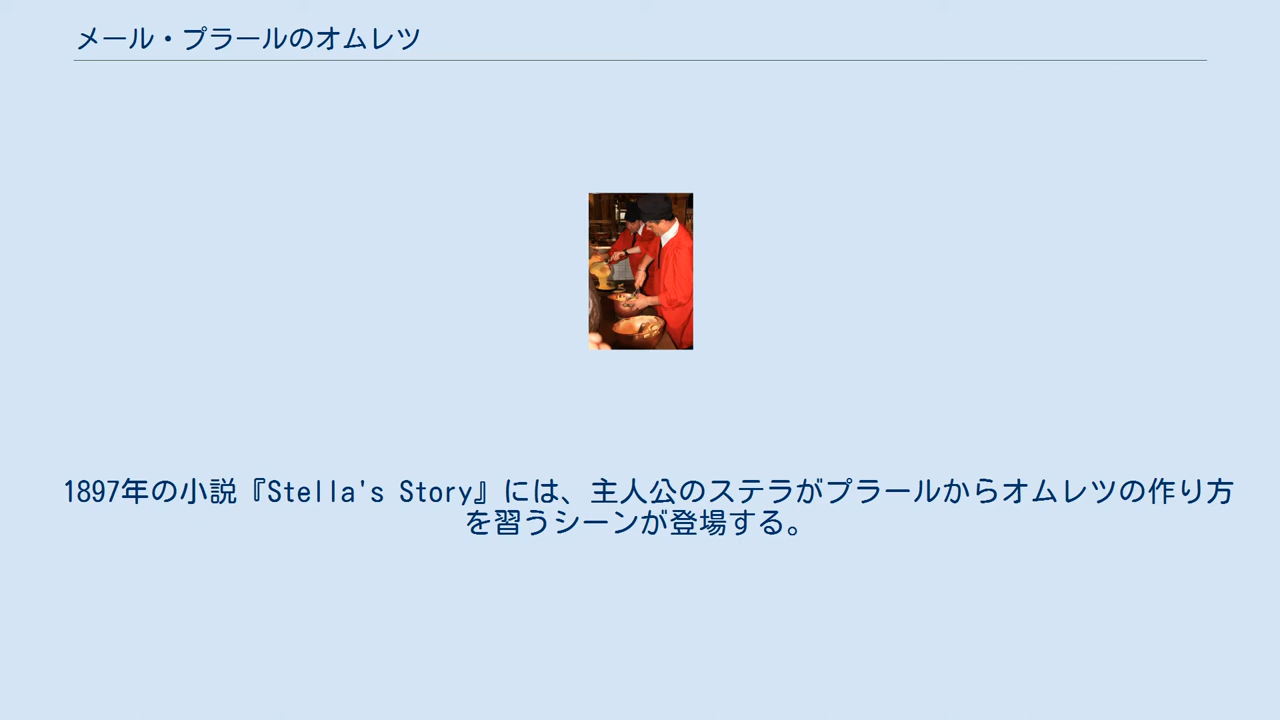 メール・プラールのオムレツ
1897年の小説『Stella's Story』には、主人公のステラがプラールからオムレツの作り方
を習うシーンが登場する。